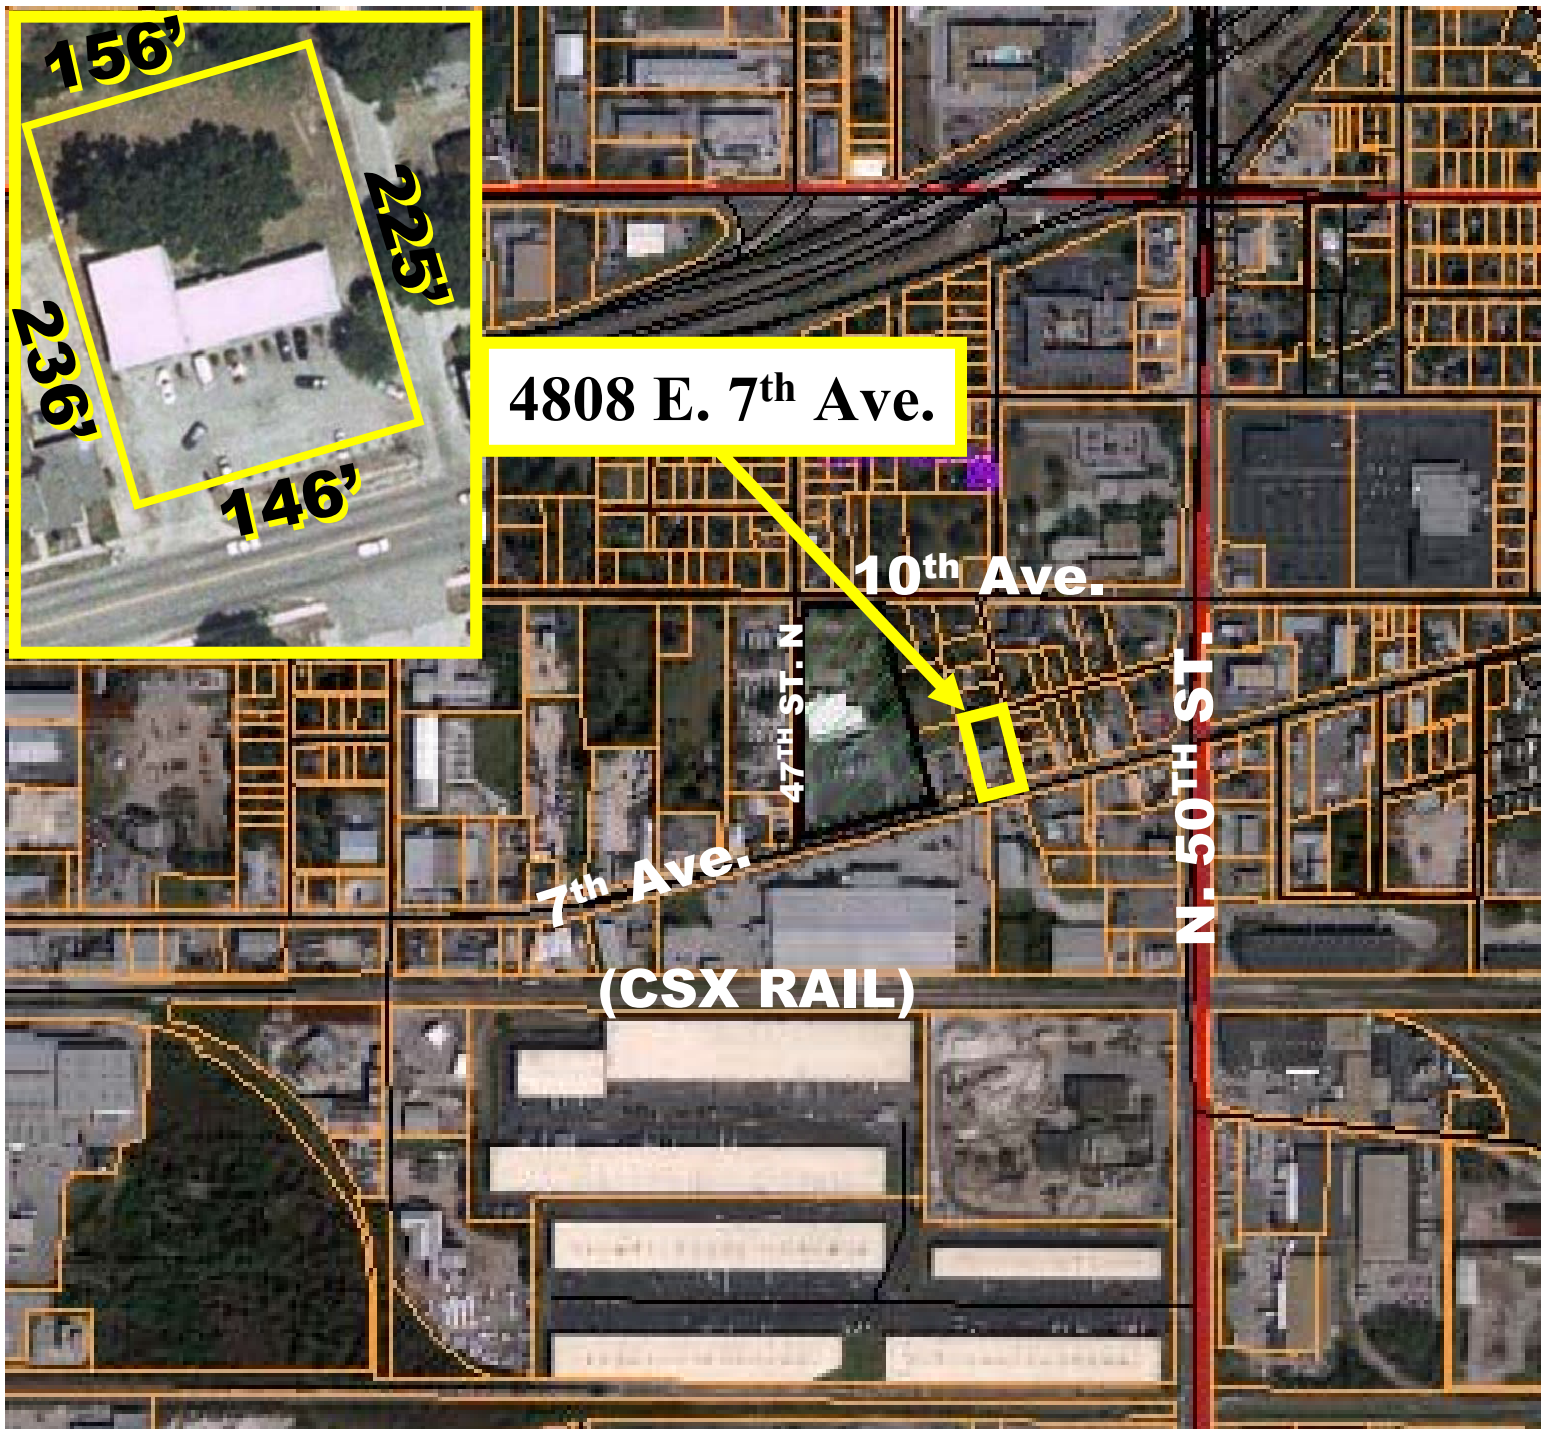 156’
225’
236’
146’
4808 E. 7th Ave.
10th Ave.
47TH ST. N
N. 50TH ST.
7th Ave.
(CSX RAIL)